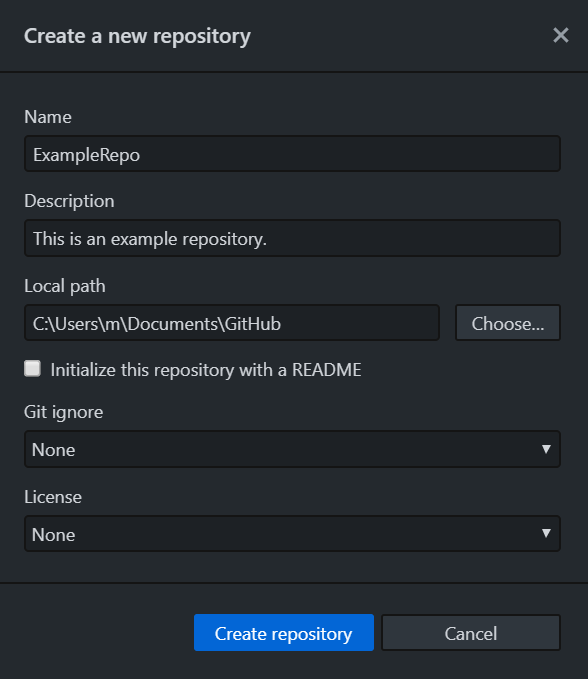 Create a new repository
Name
ExampleRepo
Description
This is an example repository.
Local path
C:\Users\m\Documents\GitHub
Choose...
Initialize this repository with a README
Git ignore
None
License
None
Create repository
Cancel